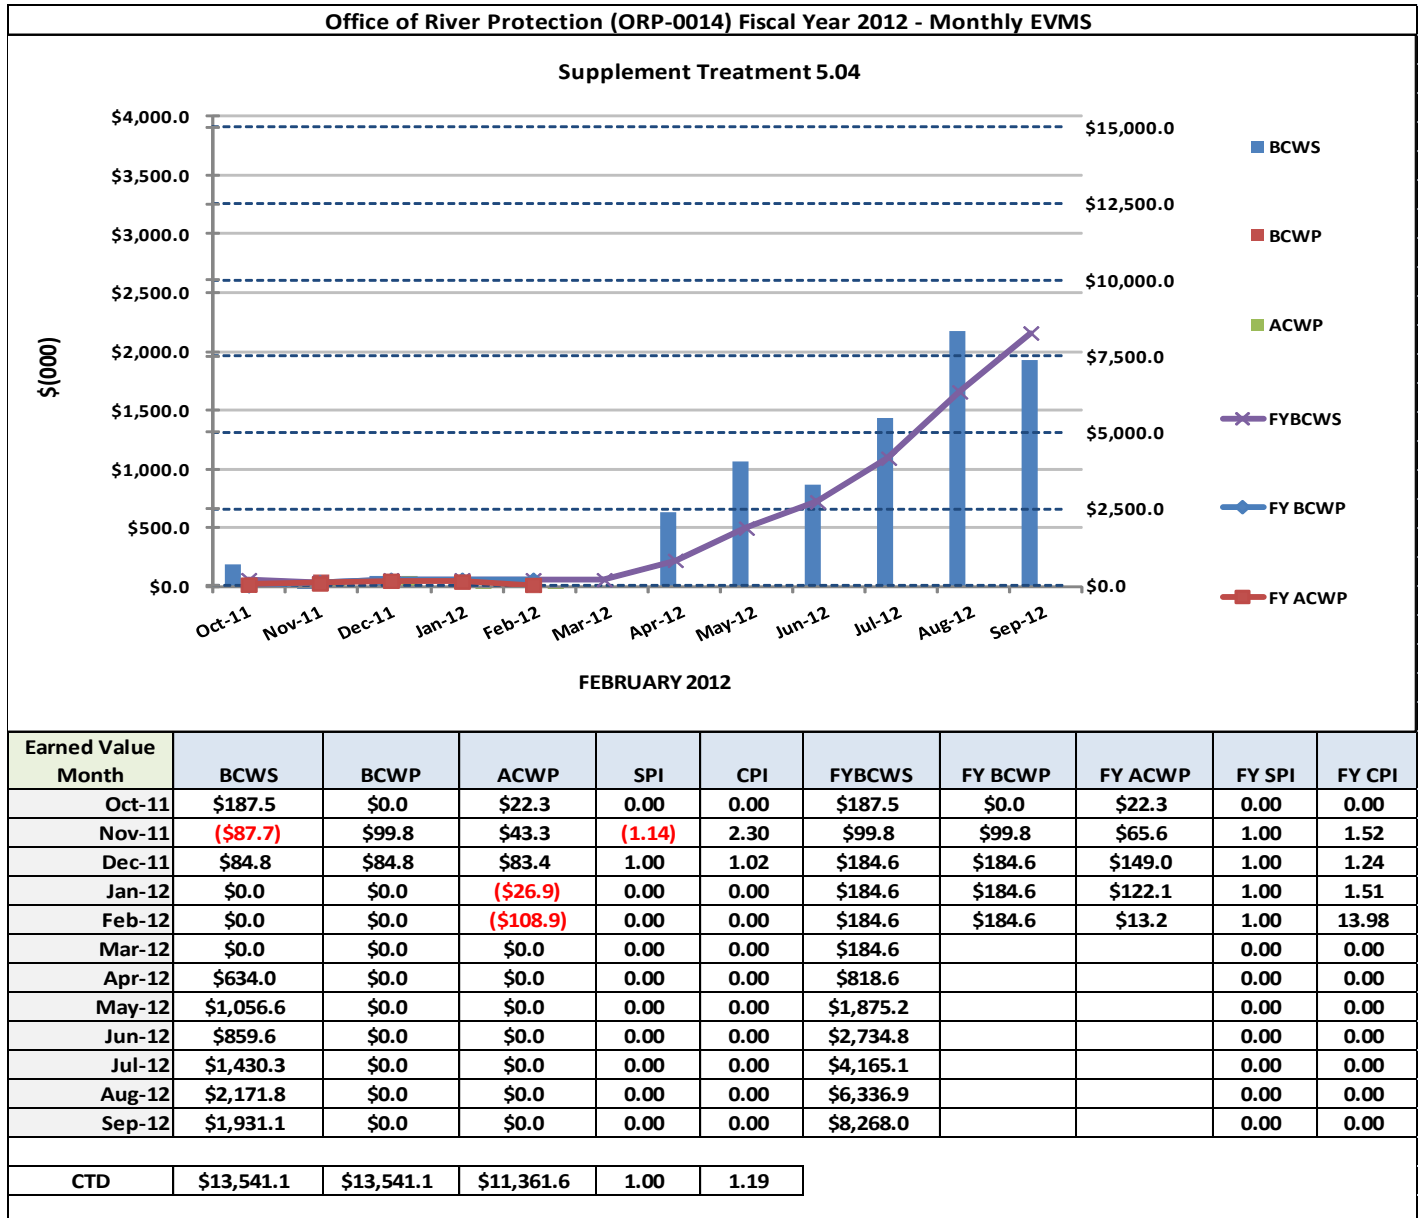 Office of River Protection (ORP-0014) Fiscal Year 2012 - Monthly EVMS
Supplement Treatment 5.04
$4,000.0
$3,500.0
$3,000.0
$2,500.0
$2,000.0
$1,500.0
$1,000.0
$500.0
$0.0
$(000)
$15,000.0
$12,500.0
$10,000.0
$7,500.0
$5,000.0
$2,500.0
$0.0
BCWS
BCWP
ACWP
FYBCWS
FY BCWP
FY ACWP
Oct-11 Nov-11 Dec-11 Jan-12 Feb-12 Mar-12 Apr-12 May-12 Jun-12 Jul-12 Aug-12 Sep-12
FEBRUARY 2012
Earned Value
Month BCWS BCWP ACWP SPI CPI FYBCWS FY BCWP FY ACWP FY SPI FY CPI
Oct-11 $187.5 $0.0 $22.3 0.00 0.00 $187.5 $0.0 $22.3 0.00 0.00
Nov-11 ($87.7) $99.8 $43.3 (1.14) 2.30 $99.8 $99.8 $65.6 1.00 1.52
Dec-11 $84.8 $84.8 $83.4 1.00 1.02 $184.6 $184.6 $149.0 1.00 1.24
Jan-12 $0.0 $0.0 ($26.9) 0.00 0.00 $184.6 $184.6 $122.1 1.00 1.51
Feb-12 $0.0 $0.0 ($108.9) 0.00 0.00 $184.6 $184.6 $13.2 1.00 13.98
Mar-12 $0.0 $0.0 $0.0 0.00 0.00 $184.6 0.00 0.00
Apr-12 $634.0 $0.0 $0.0 0.00 0.00 $818.6 0.00 0.00
May-12 $1,056.6 $0.0 $0.0 0.00 0.00 $1,875.2 0.00 0.00
Jun-12 $859.6 $0.0 $0.0 0.00 0.00 $2,734.8 0.00 0.00
Jul-12 $1,430.3 $0.0 $0.0 0.00 0.00 $4,165.1 0.00 0.00
Aug-12 $2,171.8 $0.0 $0.0 0.00 0.00 $6,336.9 0.00 0.00
Sep-12 $1,931.1 $0.0 $0.0 0.00 0.00 $8,268.0 0.00 0.00
CTD $13,541.1 $13,541.1 $11,361.6 1.00 1.19